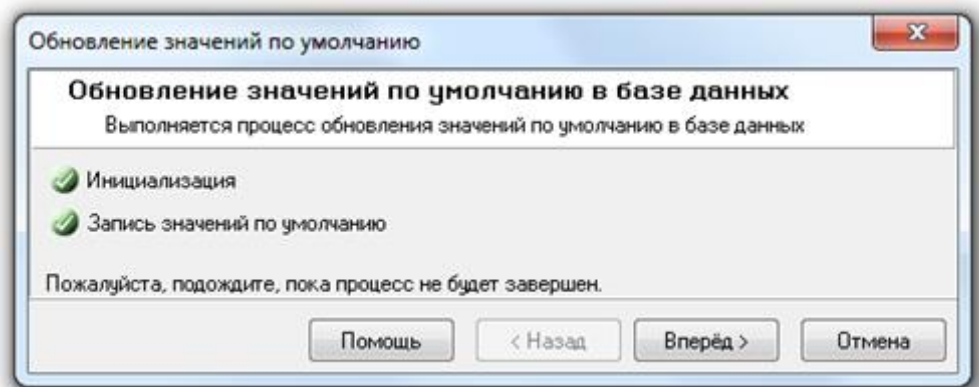 Обновление значений по умолчанию
Обновление значений по умолчанию в базе данных
Выполняется процесс обновления значений по умолчанию в базе данных
Инициализация
Запись значений по умолчанию
Пожалуйста, подождите, пока процесс не будет завершен.
Помощь < Назад Вперёд > Отмена